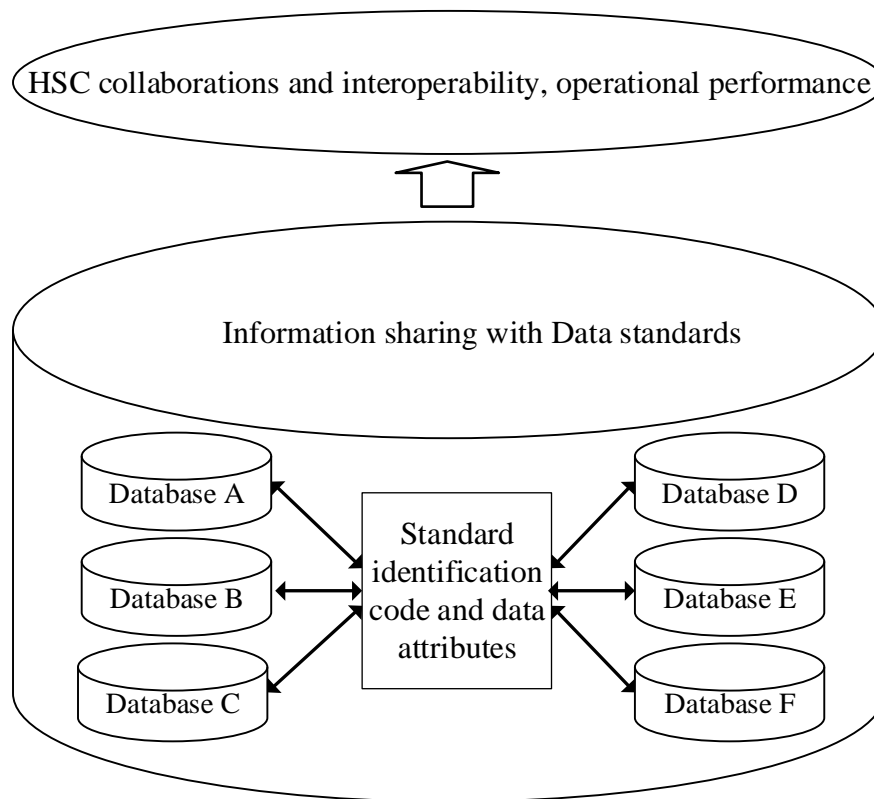 HSC collaborations and interoperability, operational performance
Information sharing with Data standards
Database A
Database B
Database C
Standard
identification
code and data
attributes
Database D
Database E
Database F